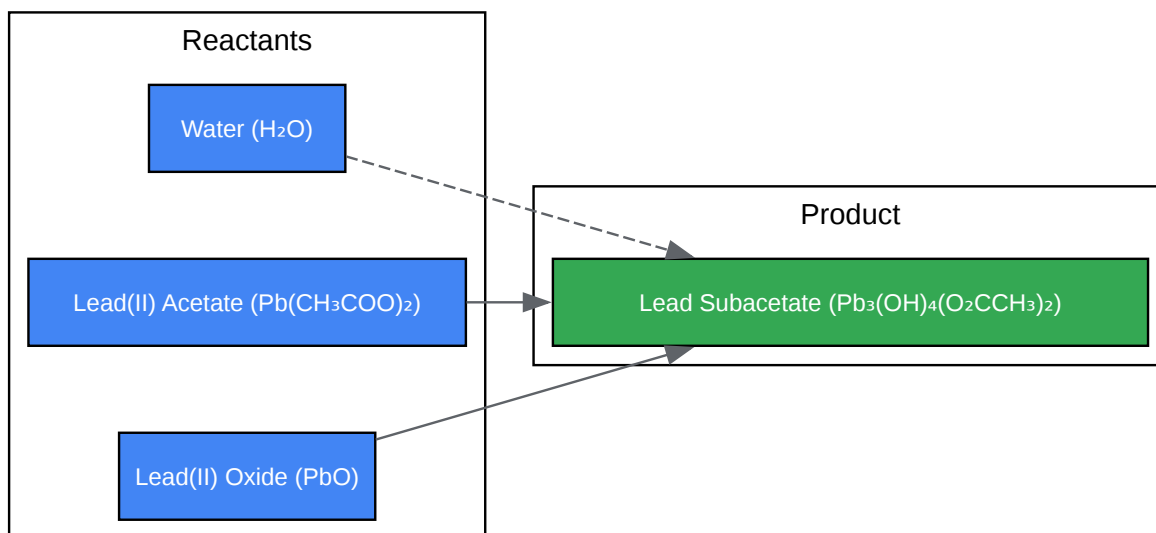 Reactants
Water (H₂O)
Product
Lead(II) Acetate (Pb(CH₃COO)₂)
Lead Subacetate (Pb₃(OH)₄(O₂CCH₃)₂)
Lead(II) Oxide (PbO)